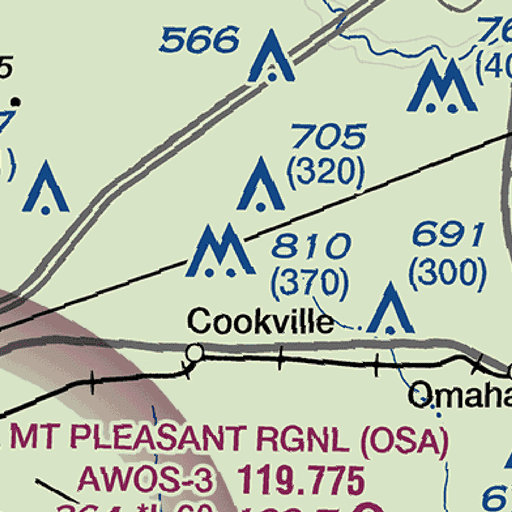 566
705
(320)
810
(370)
691
(300)
Cookville
Omaha
MT PLEASANT RGNL (OSA)
AWOS-3 119.775